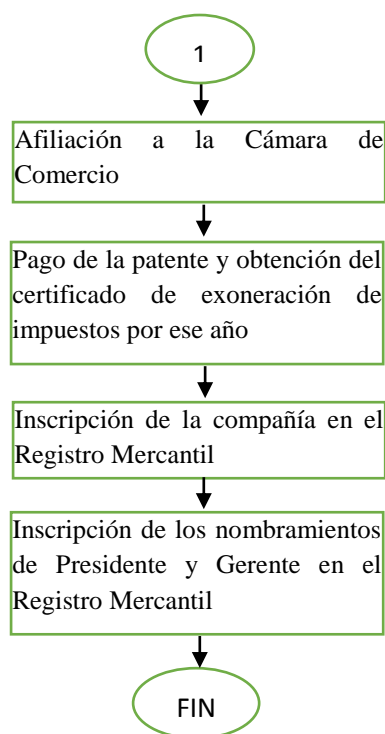 1
Afiliación a la Cámara de
Comercio
Pago de la patente y obtención del
certificado de exoneración de
impuestos por ese año
Inscripción de la compañía en el
Registro Mercantil
Inscripción de los nombramientos
de Presidente y Gerente en el
Registro Mercantil
FIN